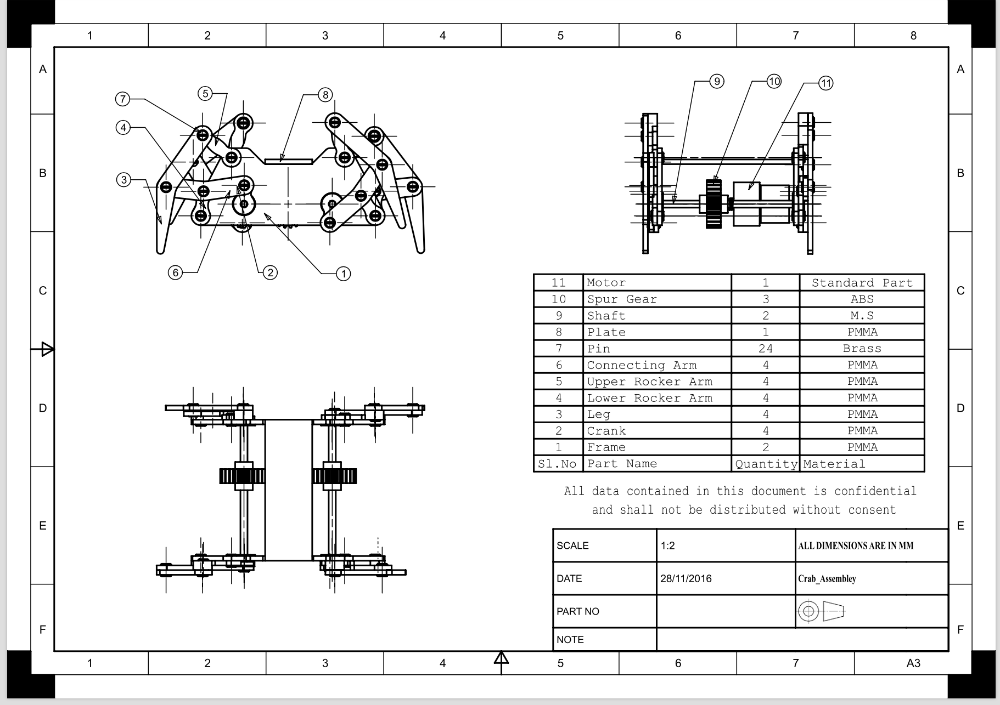 1 2 3 4 5 6 7 8
A A
9 10 11
5 8
7
4
B B
3
6 2 1
C C
11 Motor 1 Standard Part
10 Spur Gear 3 ABS
9 Shaft 2 M.S
8 Plate 1 PMMA
7 Pin 24 Brass
6 Connecting Arm 4 PMMA
5 Upper Rocker Arm 4 PMMA
4 Lower Rocker Arm 4 PMMA
3 Leg 4 PMMA
2 Crank 4 PMMA
1 Frame 2 PMMA
Sl.No Part Name Quantity Material
D D
All data contained in this document is confidential
and shall not be distributed without consent
E E
SCALE 1:2 ALL DIMENSIONS ARE IN MM
DATE 28/11/2016 Crab_Assembley
PART NO
NOTE
F F
1 2 3 4 5 6 7 A3